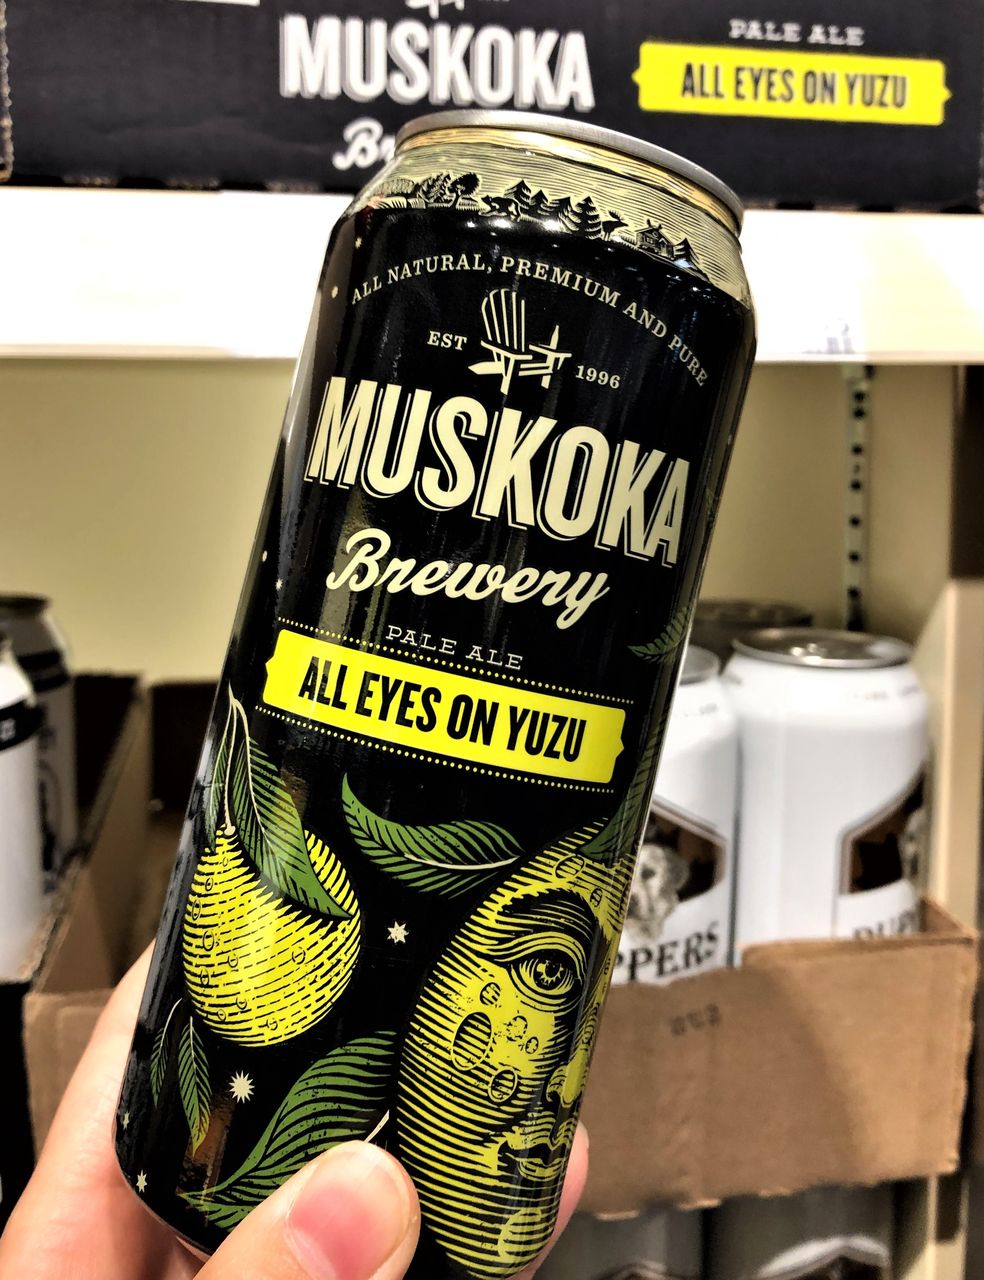 MUSKOKA
PALE ALE
ALL EYES ON YUZU
ALL NATURAL, PREMIUM AND PURE
EST 1996
MUSKOKA
Brewery
PALE ALE
ALL EYES ON YUZU